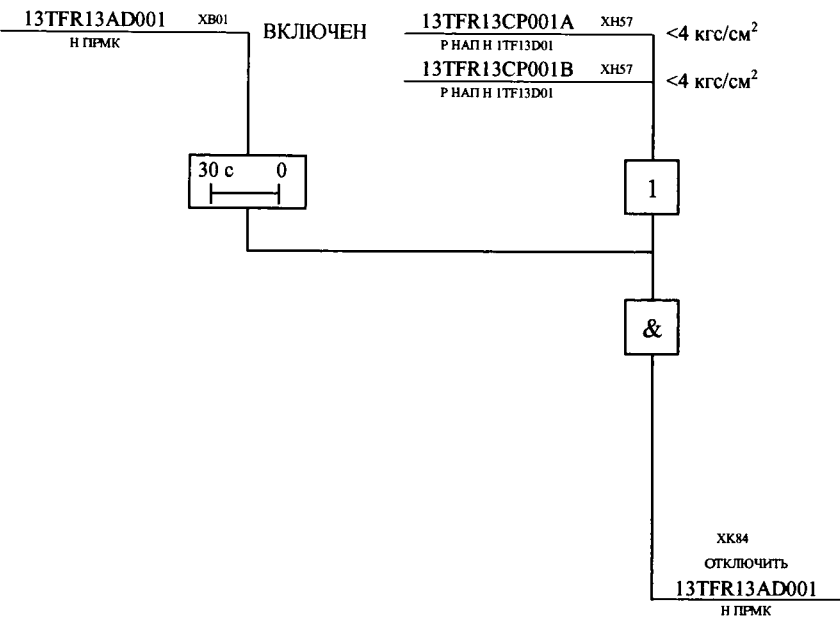 13TFR13AD001 XB01 ВКЛЮЧЕН
Н ПРМК
13TFR13CP001A XH57 <4 кгс/см²
Р НАП Н 1TF13D01
13TFR13CP001B XH57 <4 кгс/см²
Р НАП Н 1TF13D01
30 с 0
1
&
XK84
ОТКЛЮЧИТЬ
13TFR13AD001
Н ПРМК